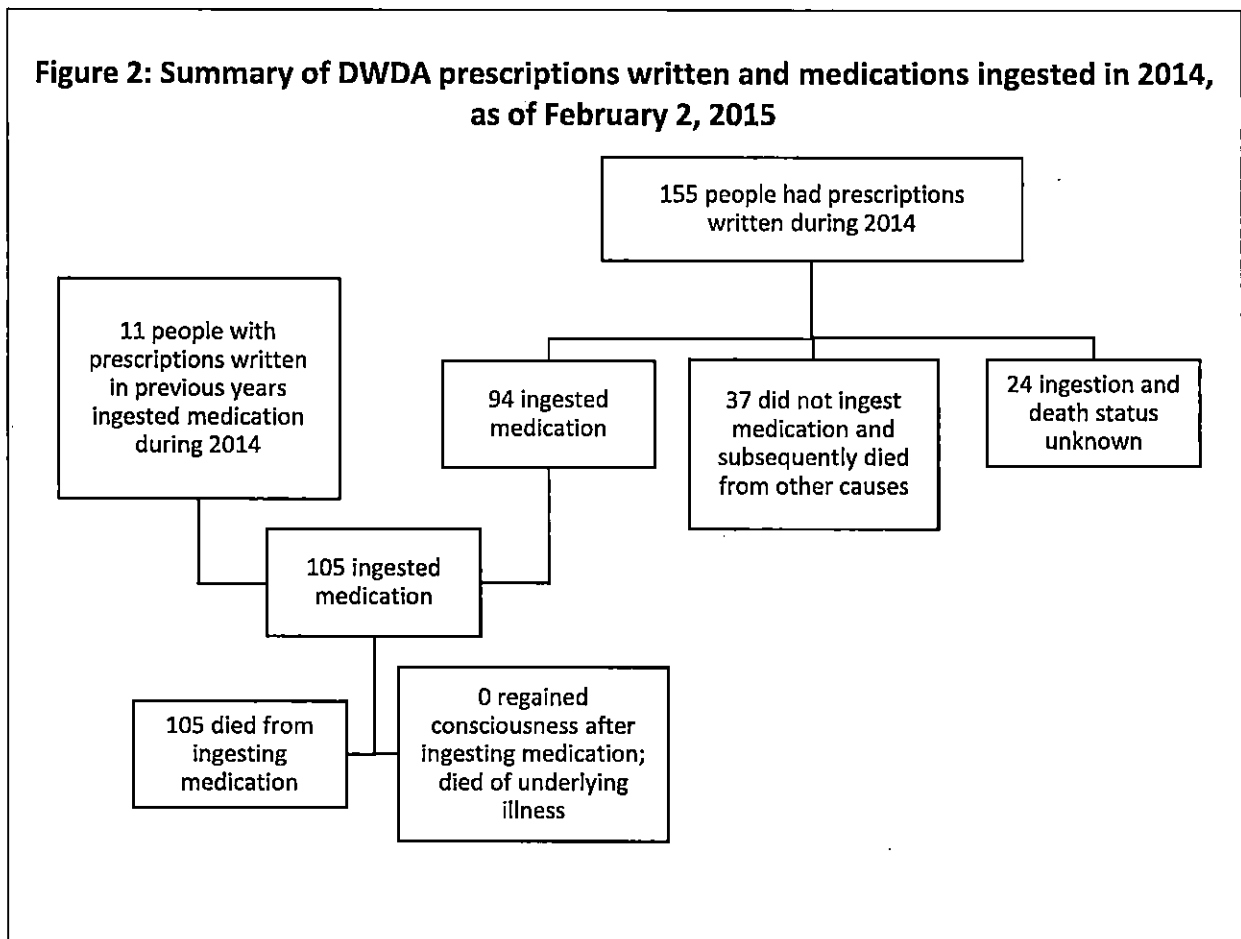 Figure 2: Summary of DWDA prescriptions written and medications ingested in 2014,
as of February 2, 2015
155 people had prescriptions
written during 2014
11 people with
prescriptions written
in previous years
ingested medication
during 2014
94 ingested
medication
37 did not ingest
medication and
subsequently died
from other causes
24 ingestion and
death status
unknown
105 ingested
medication
105 died from
ingesting
medication
0 regained
consciousness after
ingesting medication;
died of underlying
illness